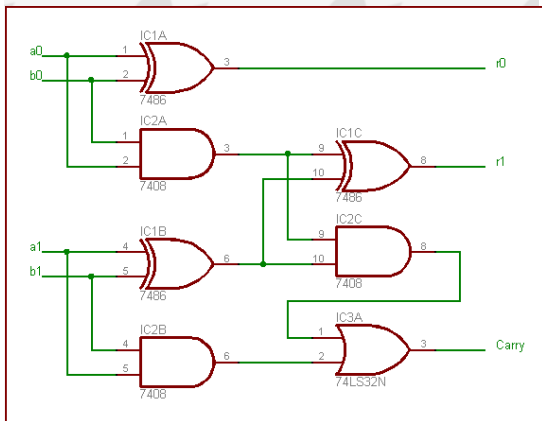 IC1A
a0 1 3 r0
b0 2
7486
IC2A
1 3
2
7408
IC1C
9 8 r1
10
7486
IC1B
a1 4 6
b1 5
7486
IC2C
9 8
10
7408
IC2B
4 6
5
7408
IC3A
1 3 Carry
2
74LS32N